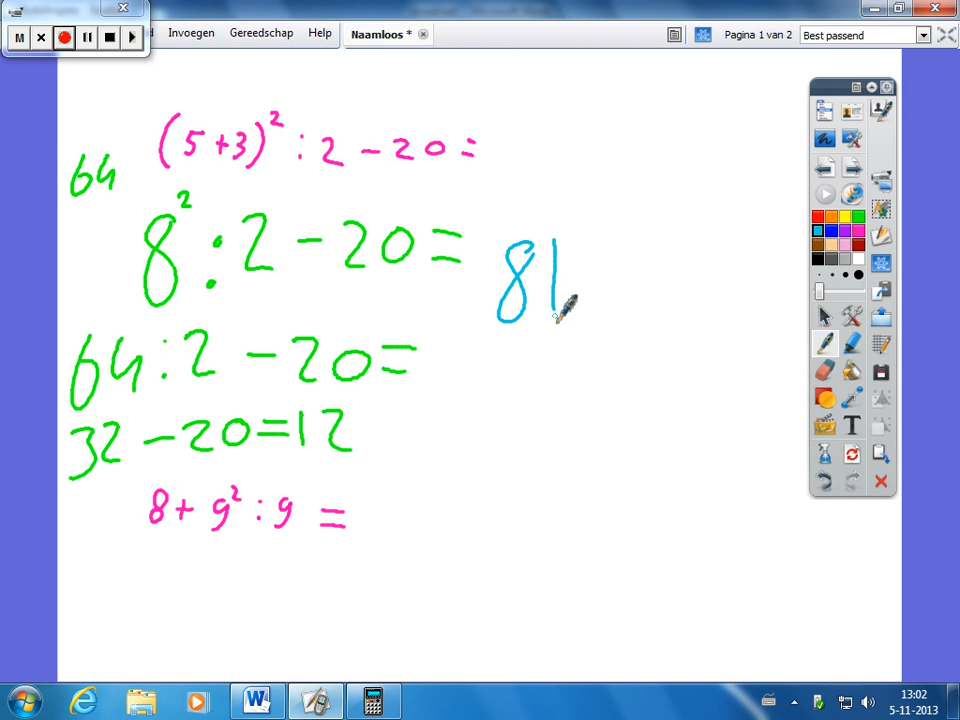 M
Invoegen Gereedschap Help Naamloos * Pagina 1 van 2 Best passend
(5+3)² : 2 - 20 =
64
8² : 2 - 20 =
81
64 : 2 - 20 =
32 - 20 = 12
8 + 9² : 9 =
T
W
13:02
5-11-2013